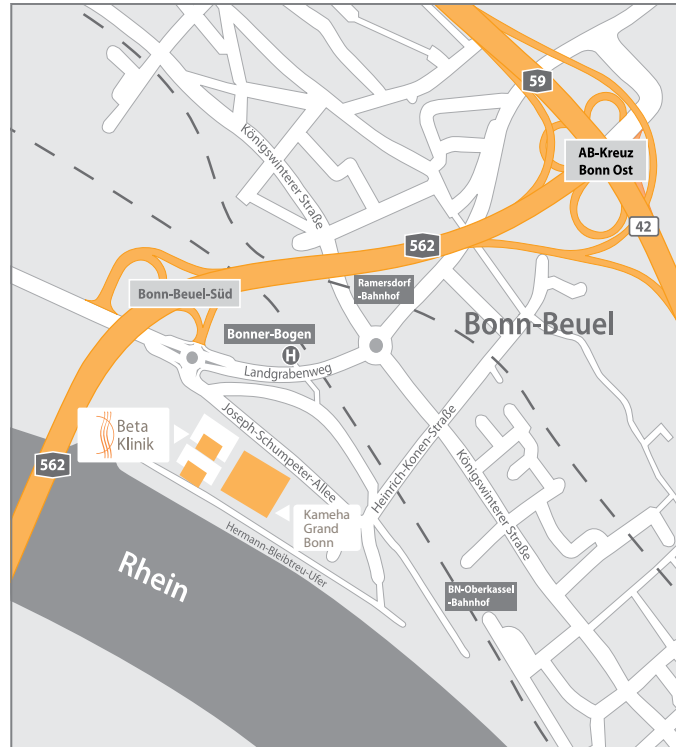 59
AB-Kreuz
Bonn Ost
Königswinterer Straße
42
562
Bonn-Beuel-Süd
Ramersdorf
-Bahnhof
Bonn-Beuel
Bonner-Bogen
H
Landgrabenweg
Joseph-Schumpeter-Allee
Beta
Klinik
Heinrich-Konen-Straße
Königswinterer Straße
562
Kameha
Grand
Bonn
Hermann-Bleibtreu-Ufer
Rhein
BN-Oberkassel
-Bahnhof